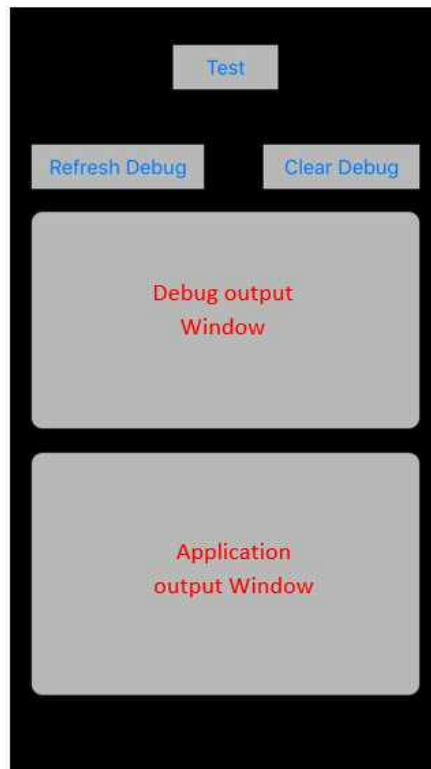 Test
Refresh Debug
Clear Debug
Debug output
Window
Application
output Window